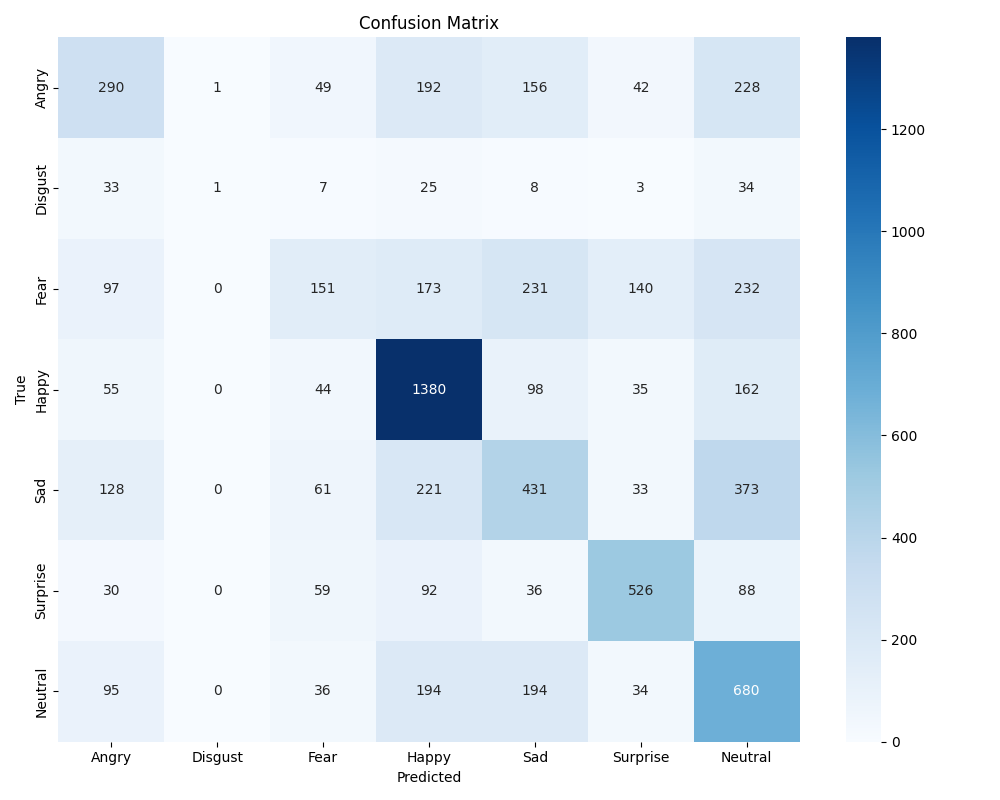 Confusion Matrix
True
Angry 290 1 49 192 156 42 228
Disgust 33 1 7 25 8 3 34
Fear 97 0 151 173 231 140 232
Happy 55 0 44 1380 98 35 162
Sad 128 0 61 221 431 33 373
Surprise 30 0 59 92 36 526 88
Neutral 95 0 36 194 194 34 680
Angry Disgust Fear Happy Sad Surprise Neutral
Predicted
1200
1000
800
600
400
200
0